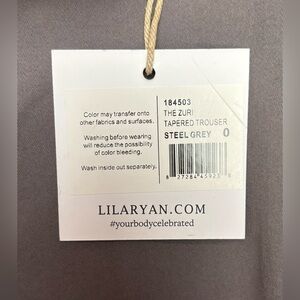 Color may transfer onto
other fabrics and surfaces.
Washing before wearing
will reduce the possibility
of color bleeding.
Wash inside out separately.
184503
THE ZURI
TAPERED TROUSER
STEEL GREY 0
LILARYAN.COM
#yourbodycelebrated